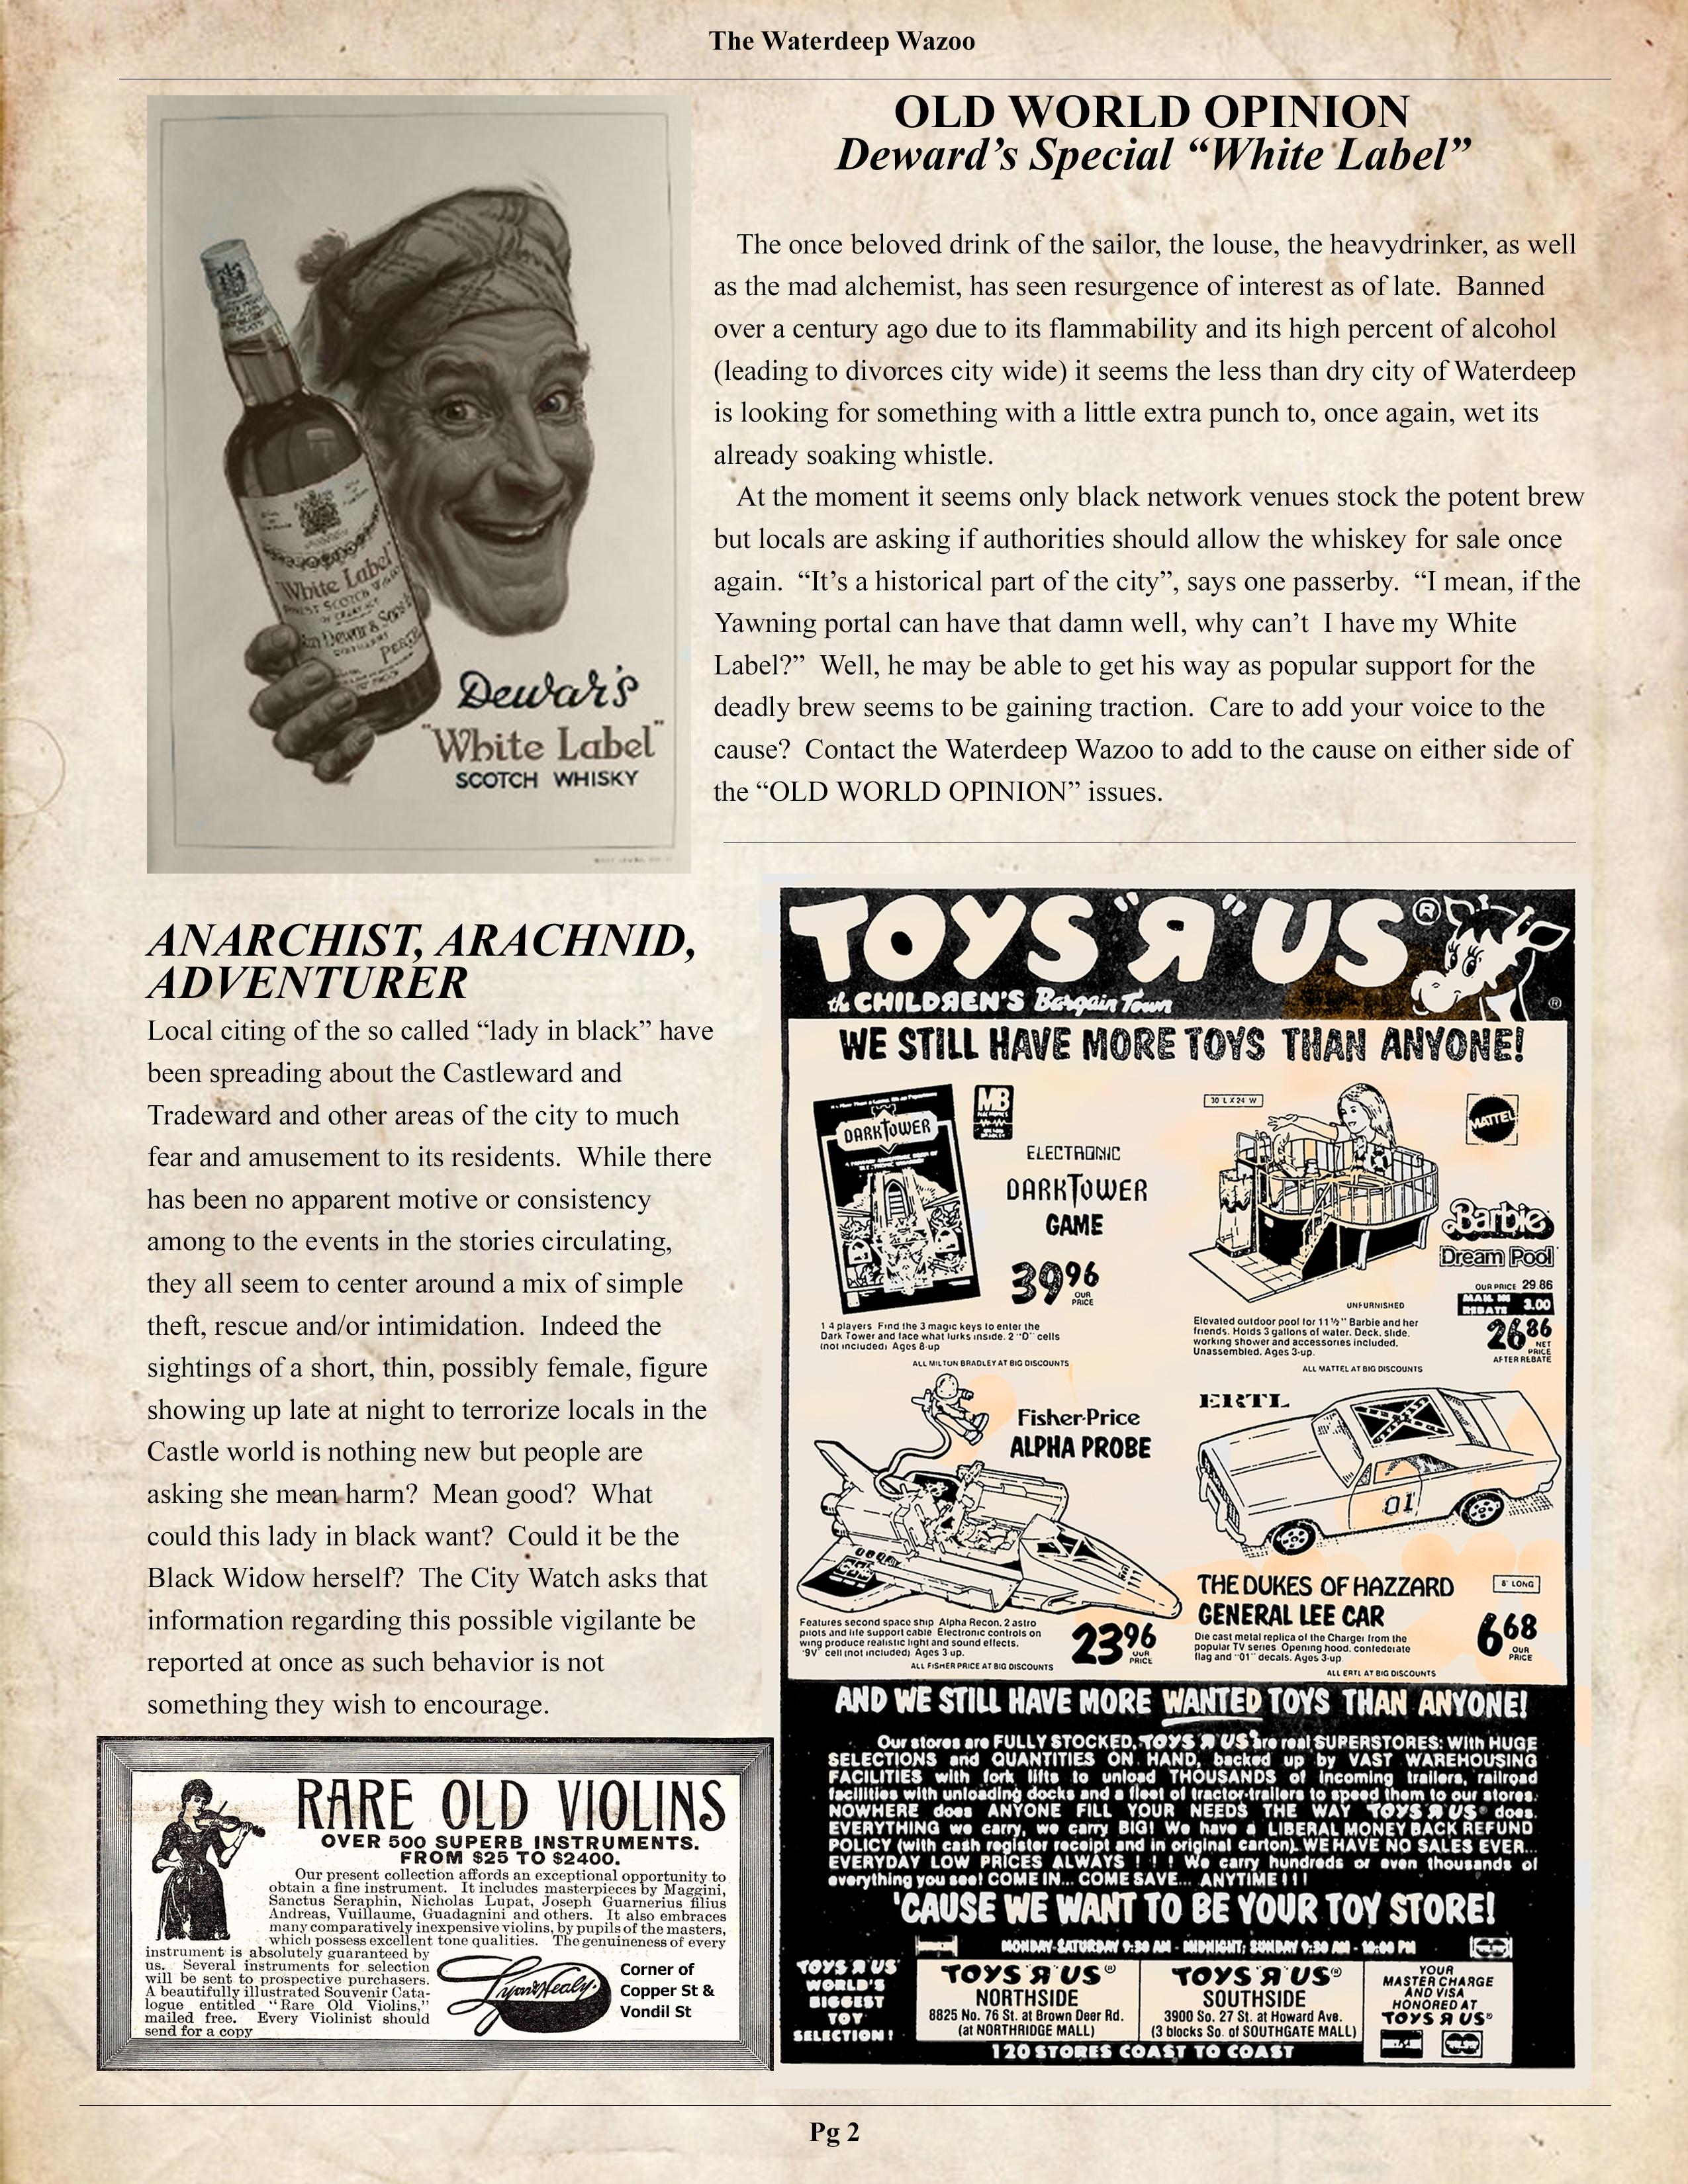 The Waterdeep Wazoo
"White Label"
Dewar's
"White Label"
SCOTCH WHISKY
OLD WORLD OPINION
Deward's Special “White Label”
The once beloved drink of the sailor, the louse, the heavydrinker, as well
as the mad alchemist, has seen resurgence of interest as of late. Banned
over a century ago due to its flammability and its high percent of alcohol
(leading to divorces city wide) it seems the less than dry city of Waterdeep
is looking for something with a little extra punch to, once again, wet its
already soaking whistle.
At the moment it seems only black network venues stock the potent brew
but locals are asking if authorities should allow the whiskey for sale once
again. “It’s a historical part of the city”, says one passerby. “I mean, if the
Yawning portal can have that damn well, why can’t I have my White
Label?” Well, he may be able to get his way as popular support for the
deadly brew seems to be gaining traction. Care to add your voice to the
cause? Contact the Waterdeep Wazoo to add to the cause on either side of
the “OLD WORLD OPINION” issues.
ANARCHIST, ARACHNID,
ADVENTURER
Local citing of the so called “lady in black” have
been spreading about the Castleward and
Tradeward and other areas of the city to much
fear and amusement to its residents. While there
has been no apparent motive or consistency
among to the events in the stories circulating,
they all seem to center around a mix of simple
theft, rescue and/or intimidation. Indeed the
sightings of a short, thin, possibly female, figure
showing up late at night to terrorize locals in the
Castle world is nothing new but people are
asking she mean harm? Mean good? What
could this lady in black want? Could it be the
Black Widow herself? The City Watch asks that
information regarding this possible vigilante be
reported at once as such behavior is not
something they wish to encourage.
RARE OLD VIOLINS
OVER 500 SUPERB INSTRUMENTS.
FROM $25 TO $2400.
Our present collection affords an exceptional opportunity to
obtain a fine instrument. It includes masterpieces by Maggini,
Sanctus Seraphin, Nicholas Lupat, Joseph Guarnerius filius
Andreas, Vuillaume, Guadagnini and others. It also embraces
many comparatively inexpensive violins, by pupils of the masters,
which possess excellent tone qualities. The genuineness of every
instrument is absolutely guaranteed by
us. Several instruments for selection
will be sent to prospective purchasers.
A beautifully illustrated Souvenir Cata-
logue entitled “Rare Old Violins,”
mailed free. Every Violinist should
send for a copy
Lyon & Healy.
Corner of
Copper St &
Vondil St
TOYS "Я" US®
the CHILDЯEN'S Bargain Town
WE STILL HAVE MORE TOYS THAN ANYONE!
DARKTOWER
MB
ELECTRONIC
DARKTOWER
GAME
39 96
OUR
PRICE
1 4 players Find the 3 magic keys to enter the
Dark Tower and face what lurks inside. 2 "D" cells
(not included) Ages 8-up
ALL MILTON BRADLEY AT BIG DISCOUNTS
30 L X 24 W
MATTEL
Barbie
Dream Pool
OUR PRICE 29.86
MAIL IN
REBATE 3.00
26 86
NET
PRICE
AFTER REBATE
UNFURNISHED
Elevated outdoor pool for 11½" Barbie and her
friends. Holds 3 gallons of water. Deck, slide,
working shower and accessories included.
Unassembled. Ages 3-up.
ALL MATTEL AT BIG DISCOUNTS
Fisher-Price
ALPHA PROBE
Features second space ship Alpha Recon, 2 astro
pilots and life support cable Electronic controls on
wing produce realistic light and sound effects.
"9V" cell (not included) Ages 3-up.
23 96
OUR
PRICE
ALL FISHER PRICE AT BIG DISCOUNTS
ERTL
01
THE DUKES OF HAZZARD
GENERAL LEE CAR
8" LONG
Die cast metal replica of the Charger from the
popular TV series Opening hood, confederate
flag and "01" decals. Ages 3-up
6 68
OUR
PRICE
ALL ERTL AT BIG DISCOUNTS
AND WE STILL HAVE MORE WANTED TOYS THAN ANYONE!
Our stores are FULLY STOCKED, TOYS "Я" US are real SUPERSTORES: With HUGE
SELECTIONS and QUANTITIES ON HAND, backed up by VAST WAREHOUSING
FACILITIES with fork lifts to unload THOUSANDS of incoming trailers, railroad
facilities with unloading docks and a fleet of tractor-trailers to speed them to our stores.
NOWHERE does ANYONE FILL YOUR NEEDS THE WAY TOYS "Я" US® does.
EVERYTHING we carry, we carry BIG! We have a LIBERAL MONEY BACK REFUND
POLICY (with cash register receipt and in original carton). WE HAVE NO SALES EVER...
EVERYDAY LOW PRICES ALWAYS ! ! ! We carry hundreds or even thousands of
everything you see! COME IN... COME SAVE... ANYTIME ! ! !
'CAUSE WE WANT TO BE YOUR TOY STORE!
MONDAY-SATURDAY 9:30 AM - MIDNIGHT; SUNDAY 9:30 AM - 10:00 PM
TOYS "Я" US
WORLD'S
BIGGEST
TOY
SELECTION!
TOYS "Я" US®
NORTHSIDE
8825 No. 76 St. at Brown Deer Rd.
(at NORTHRIDGE MALL)
TOYS "Я" US®
SOUTHSIDE
3900 So. 27 St. at Howard Ave.
(3 blocks So. of SOUTHGATE MALL)
YOUR
MASTER CHARGE
AND VISA
HONORED AT
TOYS "Я" US®
120 STORES COAST TO COAST
Pg 2